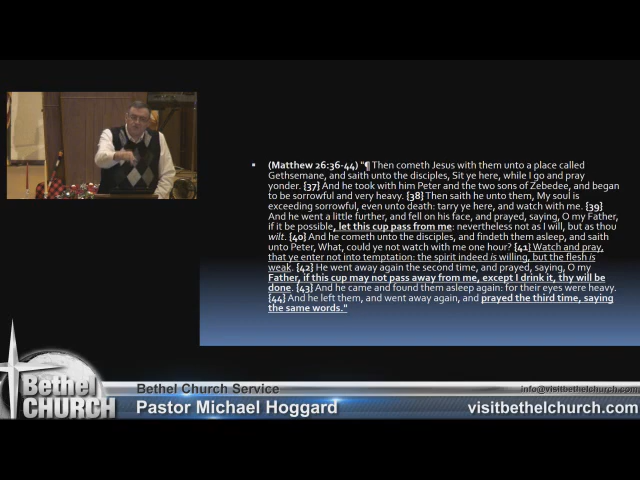 (Matthew 26:36-44) "¶ Then cometh Jesus with them unto a place called
Gethsemane, and saith unto the disciples, Sit ye here, while I go and pray
yonder. [37] And he took with him Peter and the two sons of Zebedee, and began
to be sorrowful and very heavy. [38] Then saith he unto them, My soul is
exceeding sorrowful, even unto death: tarry ye here, and watch with me. [39]
And he went a little further, and fell on his face, and prayed, saying, O my Father,
if it be possible, let this cup pass from me: nevertheless not as I will, but as thou
wilt. [40] And he cometh unto the disciples, and findeth them asleep, and saith
unto Peter, What, could ye not watch with me one hour? [41] Watch and pray,
that ye enter not into temptation: the spirit indeed is willing, but the flesh is
weak. [42] He went away again the second time, and prayed, saying, O my
Father, if this cup may not pass away from me, except I drink it, thy will be
done. [43] And he came and found them asleep again: for their eyes were heavy.
[44] And he left them, and went away again, and prayed the third time, saying
the same words."
Bethel
CHURCH
Bethel Church Service
info@visitbethelchurch.com
Pastor Michael Hoggard
visitbethelchurch.com